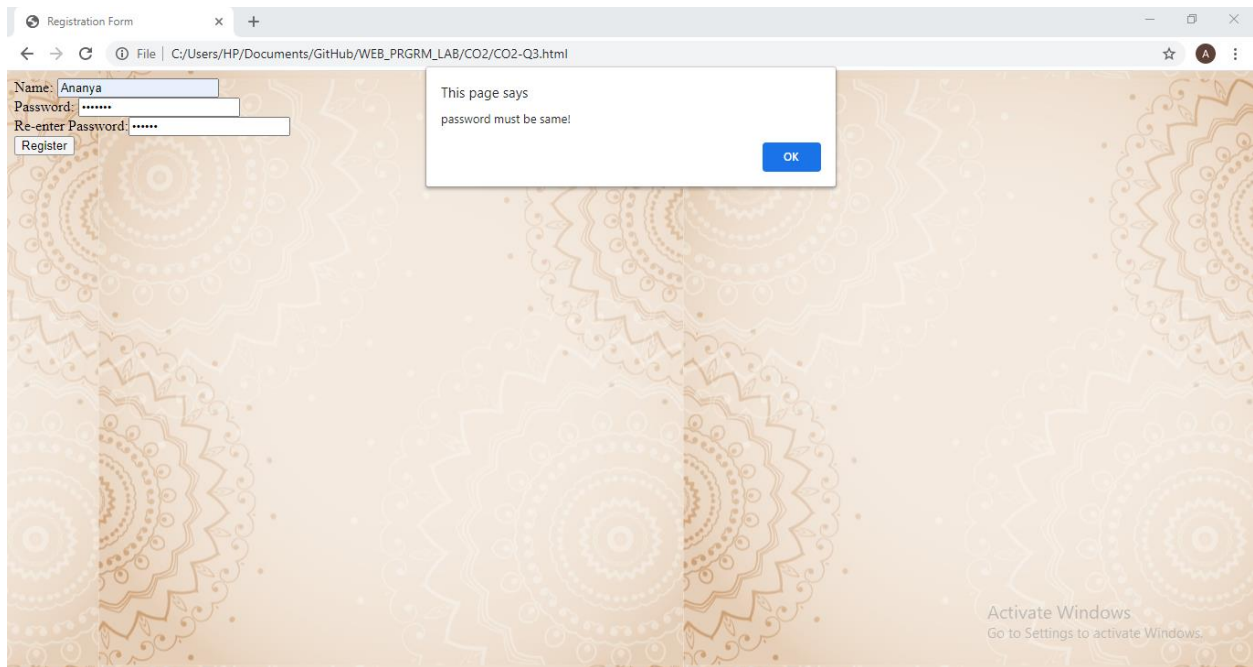 Registration Form
File | C:/Users/HP/Documents/GitHub/WEB_PRGRM_LAB/CO2/CO2-Q3.html
A
Name: Ananya
Password: •••••••
Re-enter Password: ••••••
Register
This page says
password must be same!
OK
Activate Windows
Go to Settings to activate Windows.